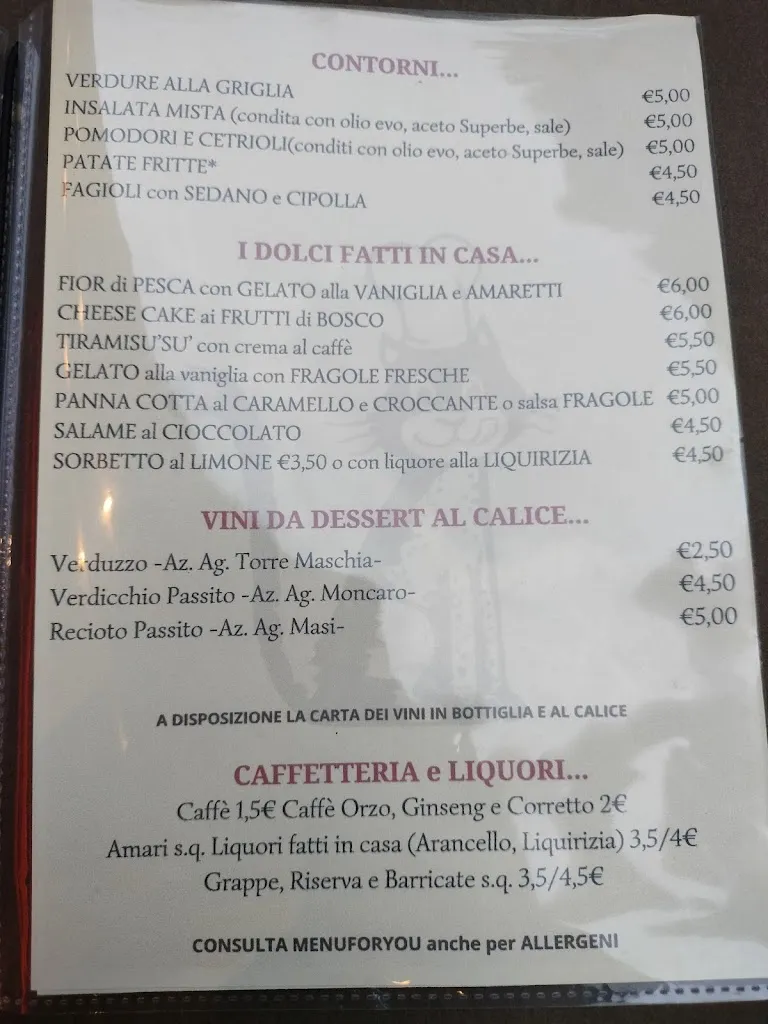 CONTORNI...
VERDURE ALLA GRIGLIA €5,00
INSALATA MISTA (condita con olio evo, aceto Superbe, sale) €5,00
POMODORI E CETRIOLI(conditi con olio evo, aceto Superbe, sale) €5,00
PATATE FRITTE* €4,50
FAGIOLI con SEDANO e CIPOLLA €4,50
I DOLCI FATTI IN CASA...
FIOR di PESCA con GELATO alla VANIGLIA e AMARETTI €6,00
CHEESE CAKE ai FRUTTI di BOSCO €6,00
TIRAMISU'SU' con crema al caffè €5,50
GELATO alla vaniglia con FRAGOLE FRESCHE €5,50
PANNA COTTA al CARAMELLO e CROCCANTE o salsa FRAGOLE €5,00
SALAME al CIOCCOLATO €4,50
SORBETTO al LIMONE €3,50 o con liquore alla LIQUIRIZIA €4,50
VINI DA DESSERT AL CALICE...
Verduzzo -Az. Ag. Torre Maschia- €2,50
Verdicchio Passito -Az. Ag. Moncaro- €4,50
Recioto Passito -Az. Ag. Masi- €5,00
A DISPOSIZIONE LA CARTA DEI VINI IN BOTTIGLIA E AL CALICE
CAFFETTERIA e LIQUORI...
Caffè 1,5€ Caffè Orzo, Ginseng e Corretto 2€
Amari s.q. Liquori fatti in casa (Arancello, Liquirizia) 3,5/4€
Grappe, Riserva e Barricate s.q. 3,5/4,5€
CONSULTA MENUFORYOU anche per ALLERGENI